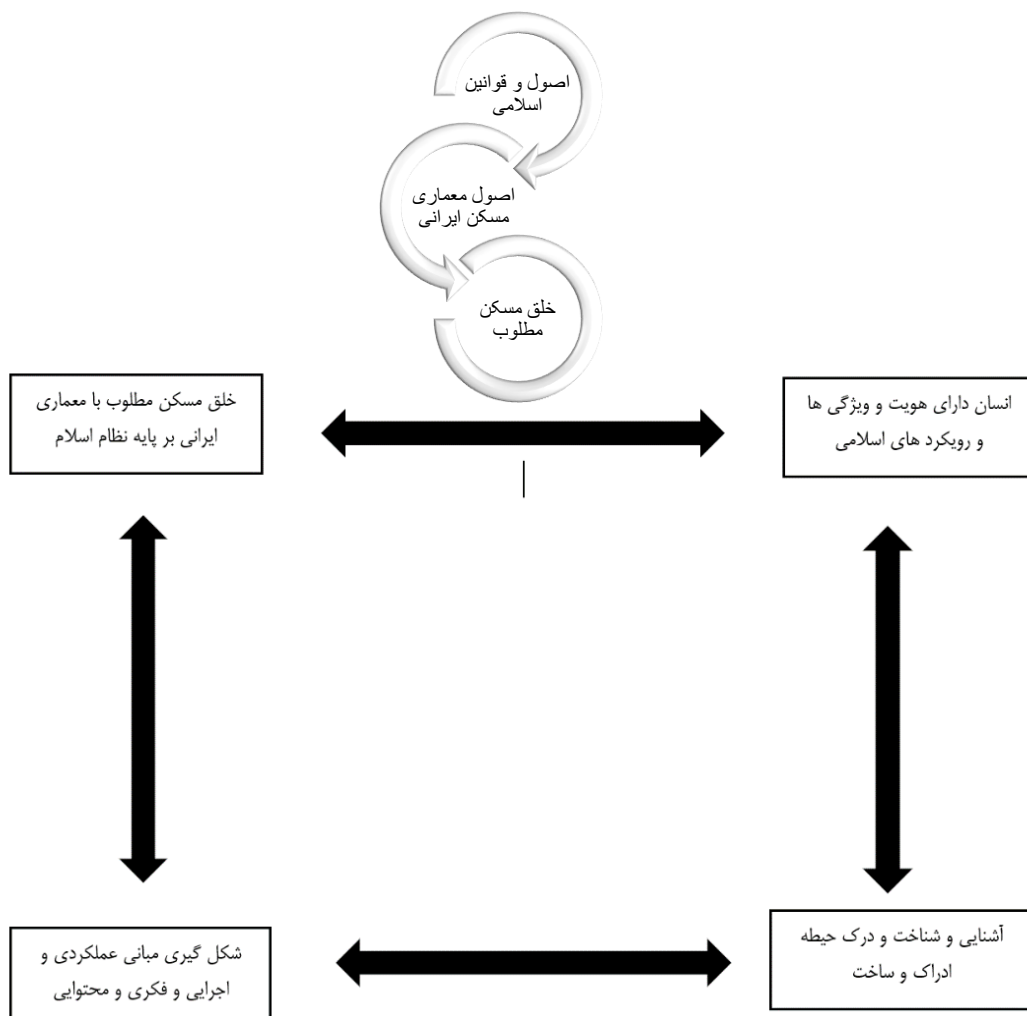 اصول و قوانین
اسلامی
اصول معماری
مسکن ایرانی
خلق مسکن
مطلوب
انسان دارای هویت و ویژگی ها
و رویکرد های اسلامی
خلق مسکن مطلوب با معماری
ایرانی بر پایه نظام اسلام
آشنایی و شناخت و درک حیطه
ادراک و ساخت
شکل گیری مبانی عملکردی و
اجرایی و فکری و محتوایی